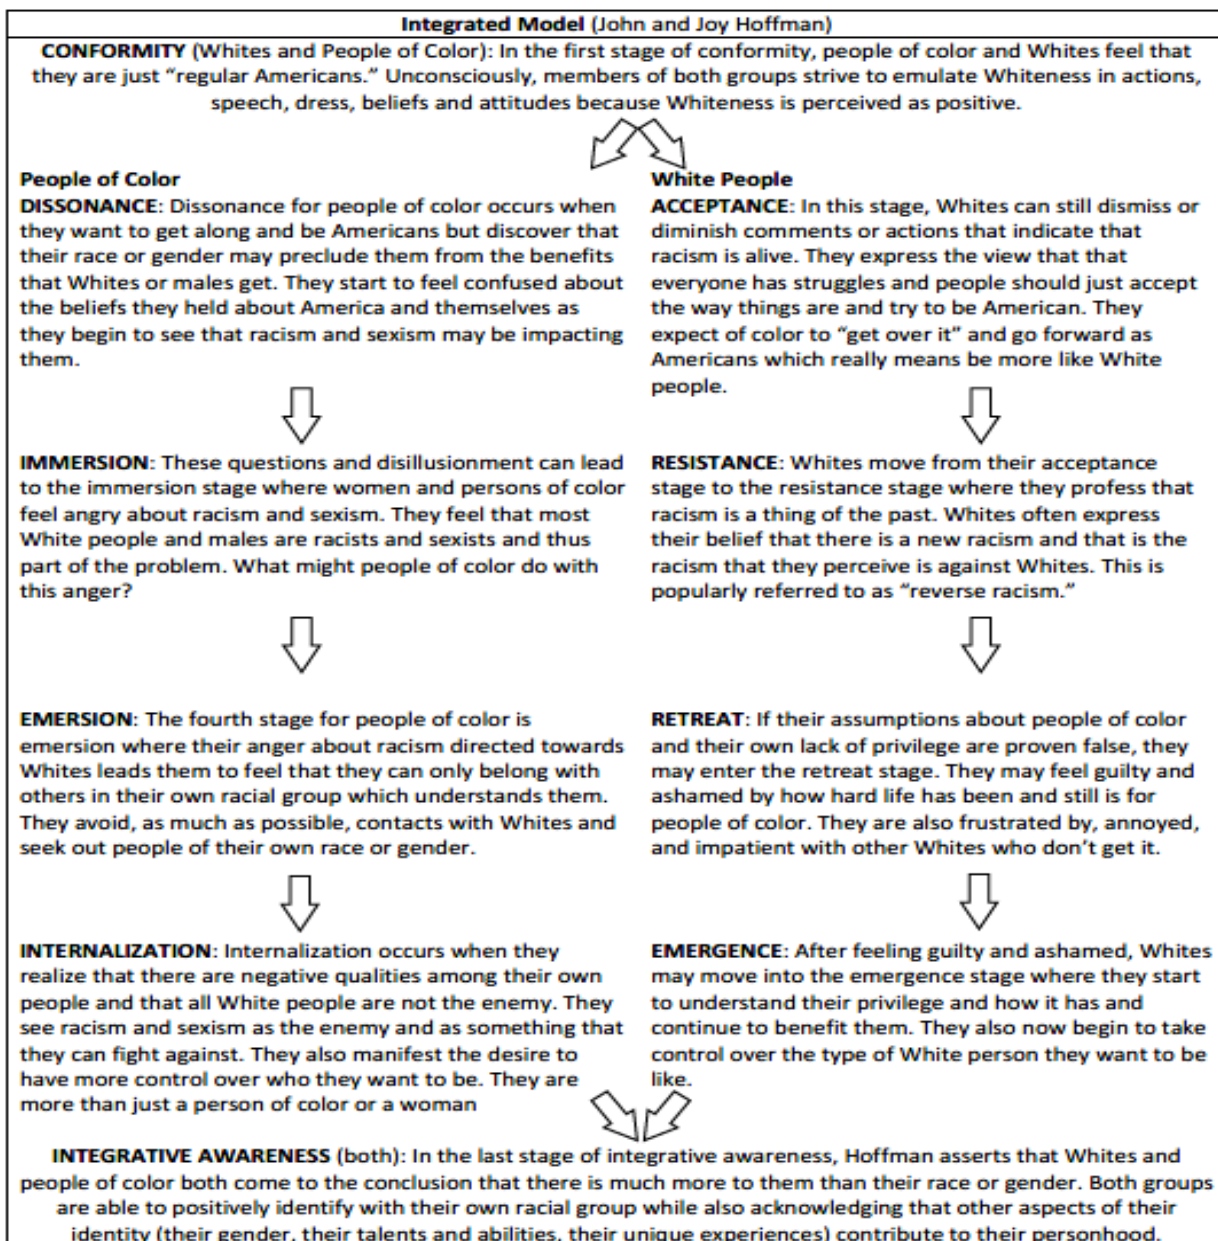 Integrated Model (John and Joy Hoffman)
CONFORMITY (Whites and People of Color): In the first stage of conformity, people of color and Whites feel that
they are just “regular Americans.” Unconsciously, members of both groups strive to emulate Whiteness in actions,
speech, dress, beliefs and attitudes because Whiteness is perceived as positive.
People of Color
DISSONANCE: Dissonance for people of color occurs when
they want to get along and be Americans but discover that
their race or gender may preclude them from the benefits
that Whites or males get. They start to feel confused about
the beliefs they held about America and themselves as
they begin to see that racism and sexism may be impacting
them.
IMMERSION: These questions and disillusionment can lead
to the immersion stage where women and persons of color
feel angry about racism and sexism. They feel that most
White people and males are racists and sexists and thus
part of the problem. What might people of color do with
this anger?
EMERSION: The fourth stage for people of color is
emersion where their anger about racism directed towards
Whites leads them to feel that they can only belong with
others in their own racial group which understands them.
They avoid, as much as possible, contacts with Whites and
seek out people of their own race or gender.
INTERNALIZATION: Internalization occurs when they
realize that there are negative qualities among their own
people and that all White people are not the enemy. They
see racism and sexism as the enemy and as something that
they can fight against. They also manifest the desire to
have more control over who they want to be. They are
more than just a person of color or a woman
White People
ACCEPTANCE: In this stage, Whites can still dismiss or
diminish comments or actions that indicate that
racism is alive. They express the view that that
everyone has struggles and people should just accept
the way things are and try to be American. They
expect of color to “get over it” and go forward as
Americans which really means be more like White
people.
RESISTANCE: Whites move from their acceptance
stage to the resistance stage where they profess that
racism is a thing of the past. Whites often express
their belief that there is a new racism and that is the
racism that they perceive is against Whites. This is
popularly referred to as “reverse racism.”
RETREAT: If their assumptions about people of color
and their own lack of privilege are proven false, they
may enter the retreat stage. They may feel guilty and
ashamed by how hard life has been and still is for
people of color. They are also frustrated by, annoyed,
and impatient with other Whites who don’t get it.
EMERGENCE: After feeling guilty and ashamed, Whites
may move into the emergence stage where they start
to understand their privilege and how it has and
continue to benefit them. They also now begin to take
control over the type of White person they want to be
like.
INTEGRATIVE AWARENESS (both): In the last stage of integrative awareness, Hoffman asserts that Whites and
people of color both come to the conclusion that there is much more to them than their race or gender. Both groups
are able to positively identify with their own racial group while also acknowledging that other aspects of their
identity (their gender, their talents and abilities, their unique experiences) contribute to their personhood.